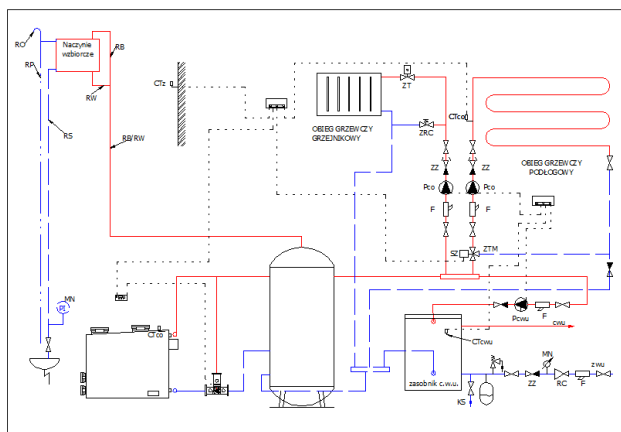 RO
RP
Naczynie
wzbiorcze
RB
RW
RS
RB/RW
CTz
ZT
CTco
ZRC
OBIEG GRZEWCZY
GRZEJNIKOWY
ZZ
ZZ
OBIEG GRZEWCZY
PODŁOGOWY
Pco
Pco
F
F
SZ
ZTM
MN
PI
CTco
Pcwu
F
cwu
CTcwu
zasobnik c.w.u.
MN
zwu
ZZ
RC
F
KS